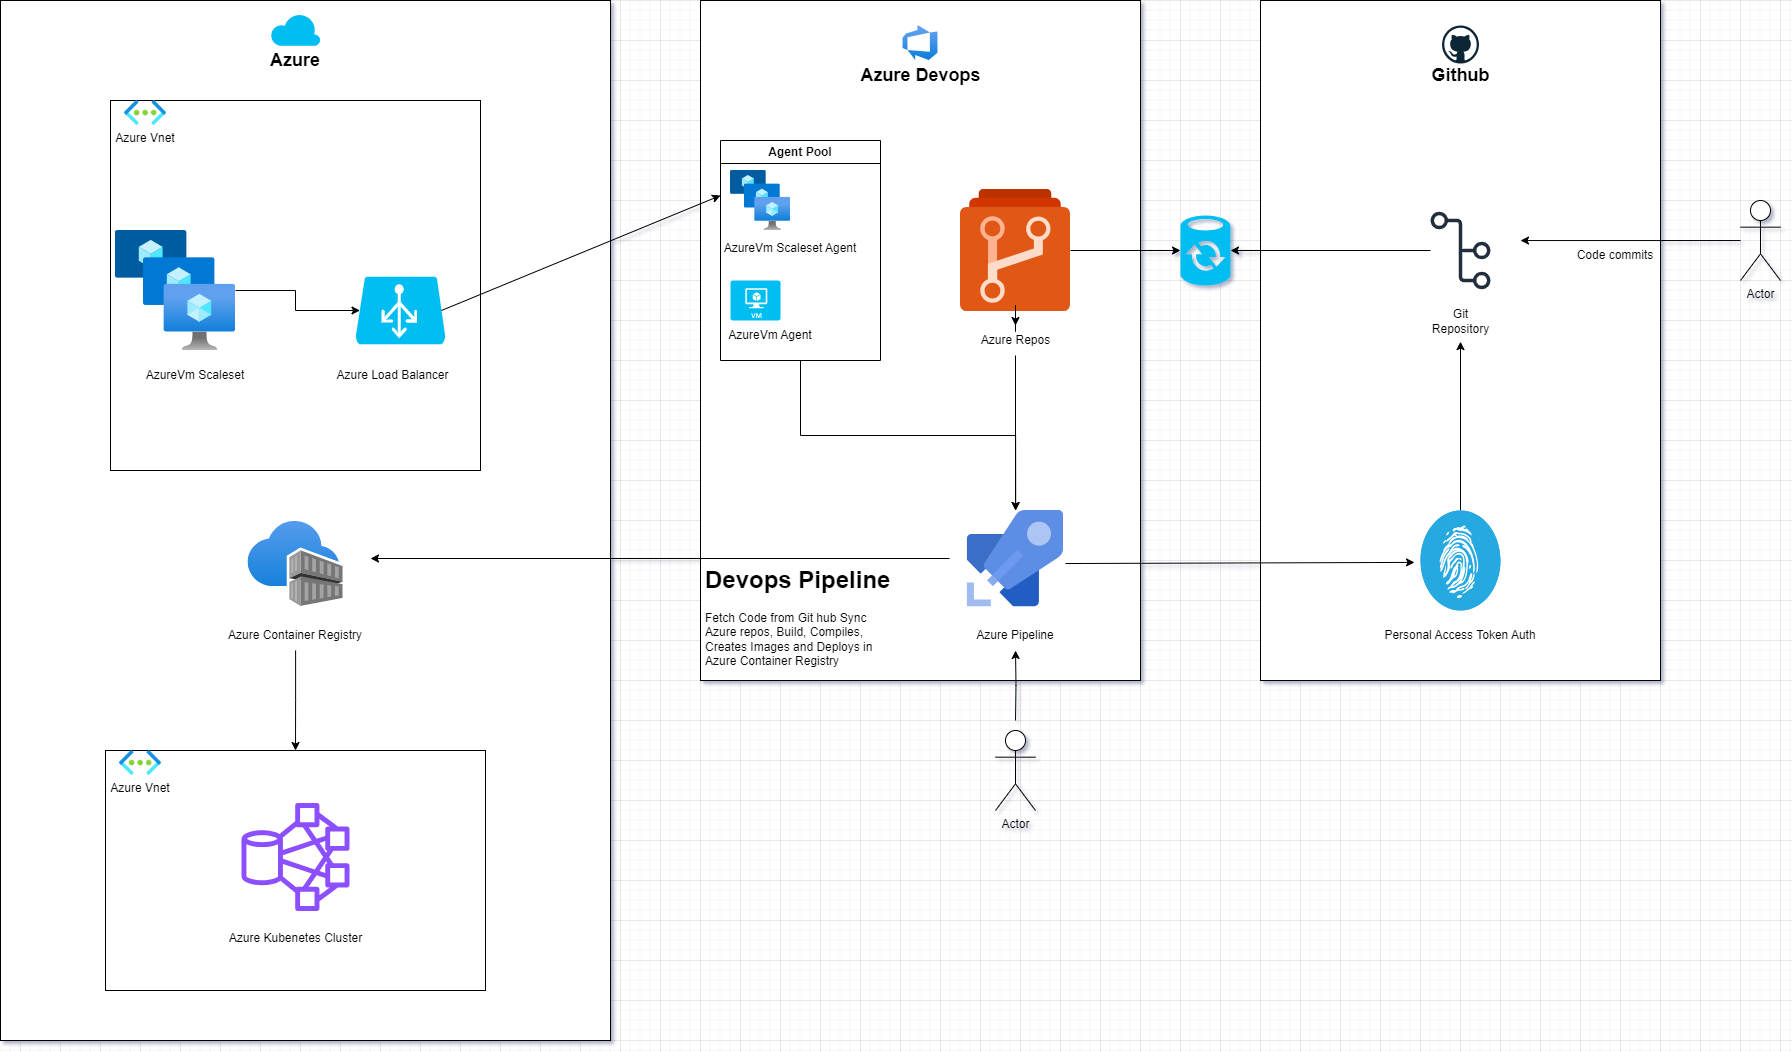 Azure
Azure Vnet
AzureVm Scaleset
Azure Load Balancer
Azure Container Registry
Azure Vnet
Azure Kubenetes Cluster
Azure Devops
Agent Pool
AzureVm Scaleset Agent
VM
AzureVm Agent
Azure Repos
Devops Pipeline
Fetch Code from Git hub Sync
Azure repos, Build, Compiles,
Creates Images and Deploys in
Azure Container Registry
Azure Pipeline
Actor
Github
Git
Repository
Personal Access Token Auth
Code commits
Actor